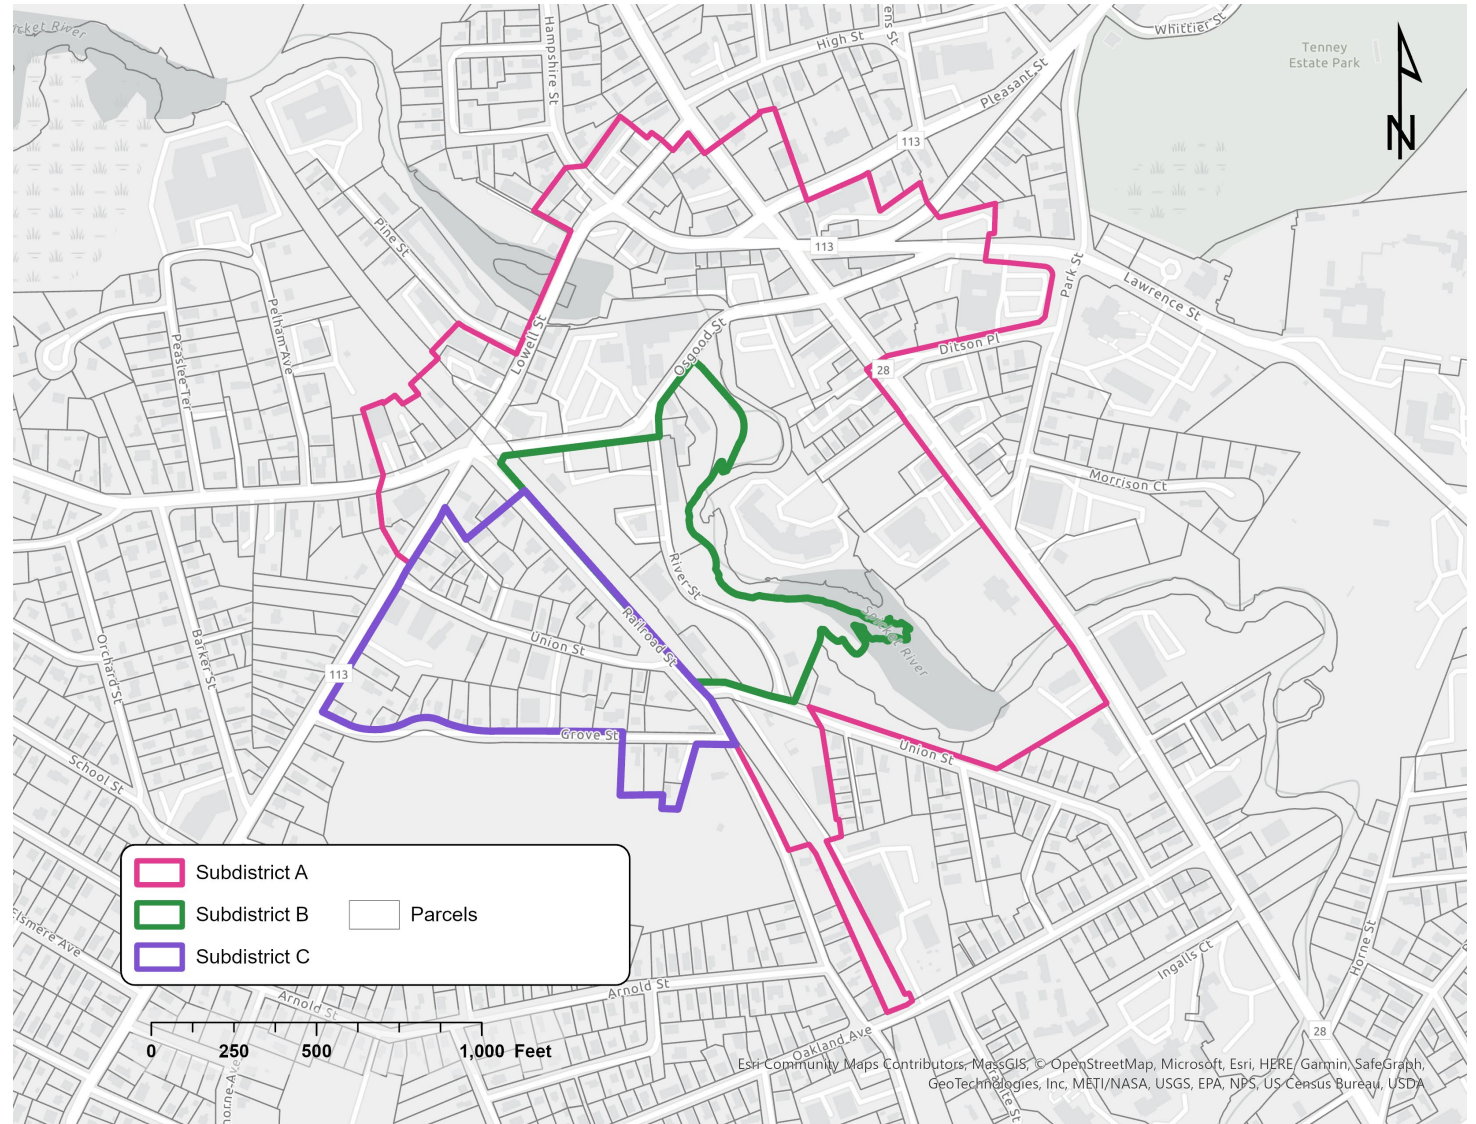 Whittier St
High St
Hampshire St
Tenney
Estate Park
Pleasant St
113
N
Pine St
113
Park St
Lawrence St
Pelham Ave
Peaslee Ter
Lowell St
Osgood St
Ditson Pl
28
Morrison Ct
River St
Spicket River
Railroad St
Union St
Orchard St
Barker St
113
Grove St
Union St
School St
Subdistrict A
Subdistrict B
Parcels
Subdistrict C
Elsmere Ave
Ingalls Ct
Horne St
Arnold St
Arnold St
Oakland Ave
28
0 250 500 1,000 Feet
Esri Community Maps Contributors, MassGIS, © OpenStreetMap, Microsoft, Esri, HERE, Garmin, SafeGraph,
GeoTechnologies, Inc, METI/NASA, USGS, EPA, NPS, US Census Bureau, USDA